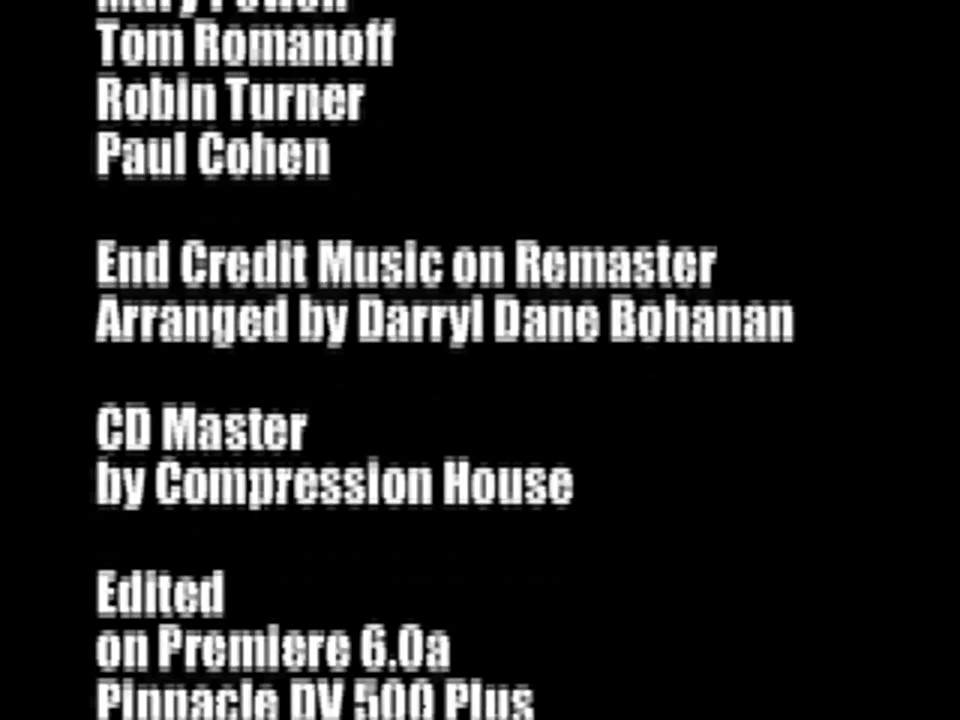 Tom Romanoff
Robin Turner
Paul Cohen
End Credit Music on Remaster
Arranged by Darryl Dane Bohanan
CD Master
by Compression House
Edited
on Premiere 6.0a
Pinnacle DV 500 Plus